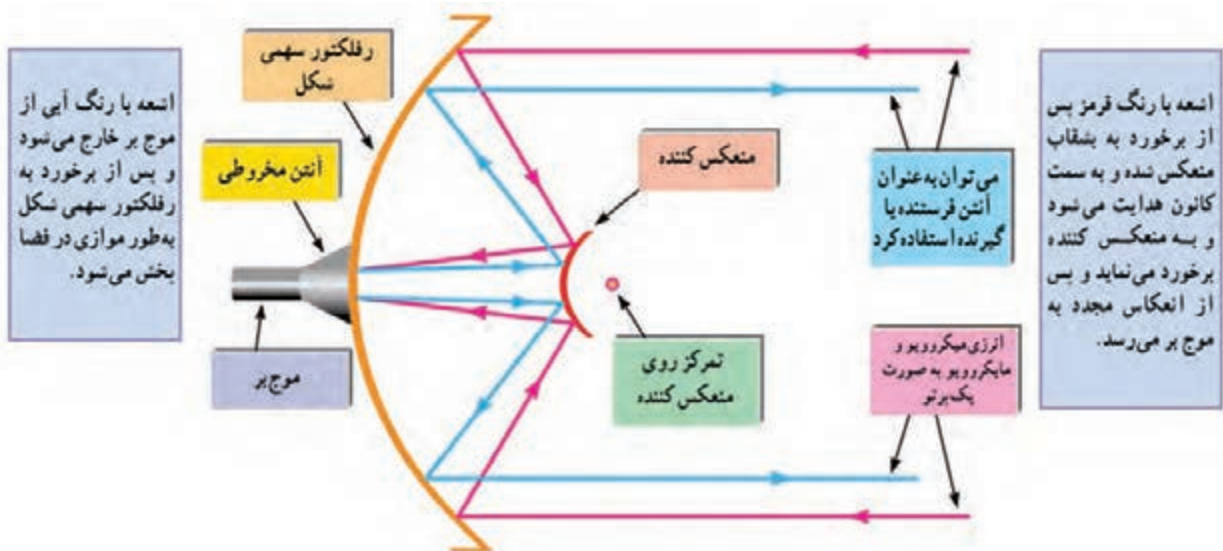 اشعه با رنگ قرمز پس
از برخورد به بشقاب
منعکس شده و به سمت
کانون هدایت می‌شود
و به منعکس کننده
برخورد می‌نماید و پس
از انعکاس مجدد به
موج بر می‌رسد.
می‌توان به‌عنوان
آنتن فرستنده یا
گیرنده استفاده کرد
انرژی میکروویو و
مایکروویو به صورت
یک پرتو
منعکس کننده
تمرکز روی
منعکس کننده
رفلکتور سهمی
شکل
آنتن مخروطی
موج‌بر
اشعه با رنگ آبی از
موج بر خارج می‌شود
و پس از برخورد به
رفلکتور سهمی شکل
به‌طور موازی در فضا
پخش می‌شود.